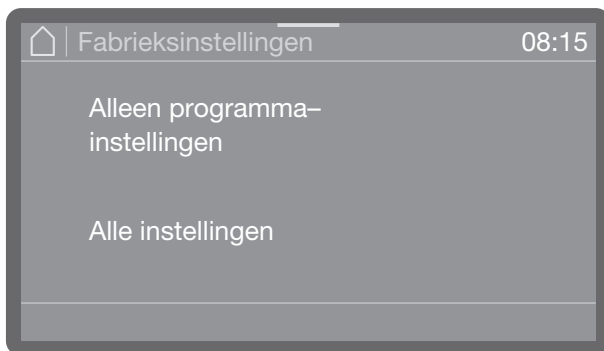 Fabrieksinstellingen 08:15
Alleen programma–
instellingen
Alle instellingen